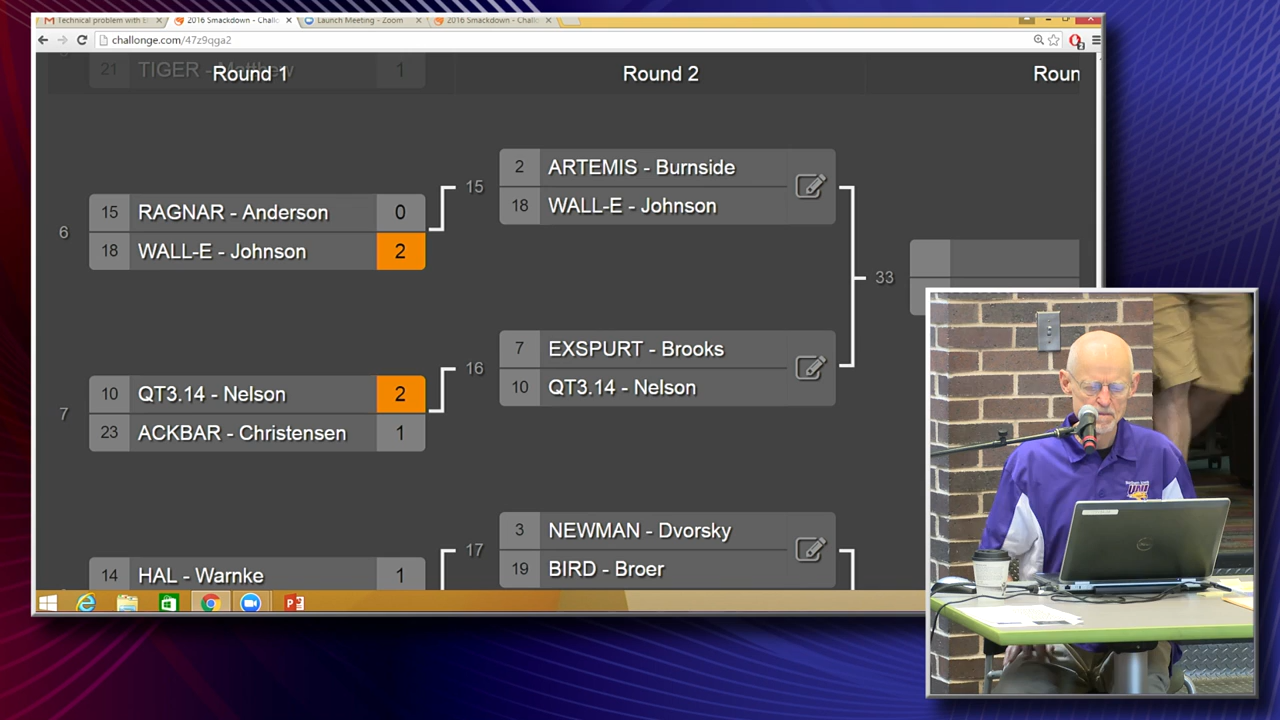 Technical problem with E
2016 Smackdown - Challo
Launch Meeting - Zoom
2016 Smackdown - Challo
challonge.com/47z9qga2
21 TIGER - Matthew 1
Round 1
Round 2
Roun
15
2 ARTEMIS - Burnside
18 WALL-E - Johnson
6
15 RAGNAR - Anderson 0
18 WALL-E - Johnson 2
33
16
7 EXSPURT - Brooks
10 QT3.14 - Nelson
7
10 QT3.14 - Nelson 2
23 ACKBAR - Christensen 1
17
3 NEWMAN - Dvorsky
19 BIRD - Broer
14 HAL - Warnke 1
UNI
DELL